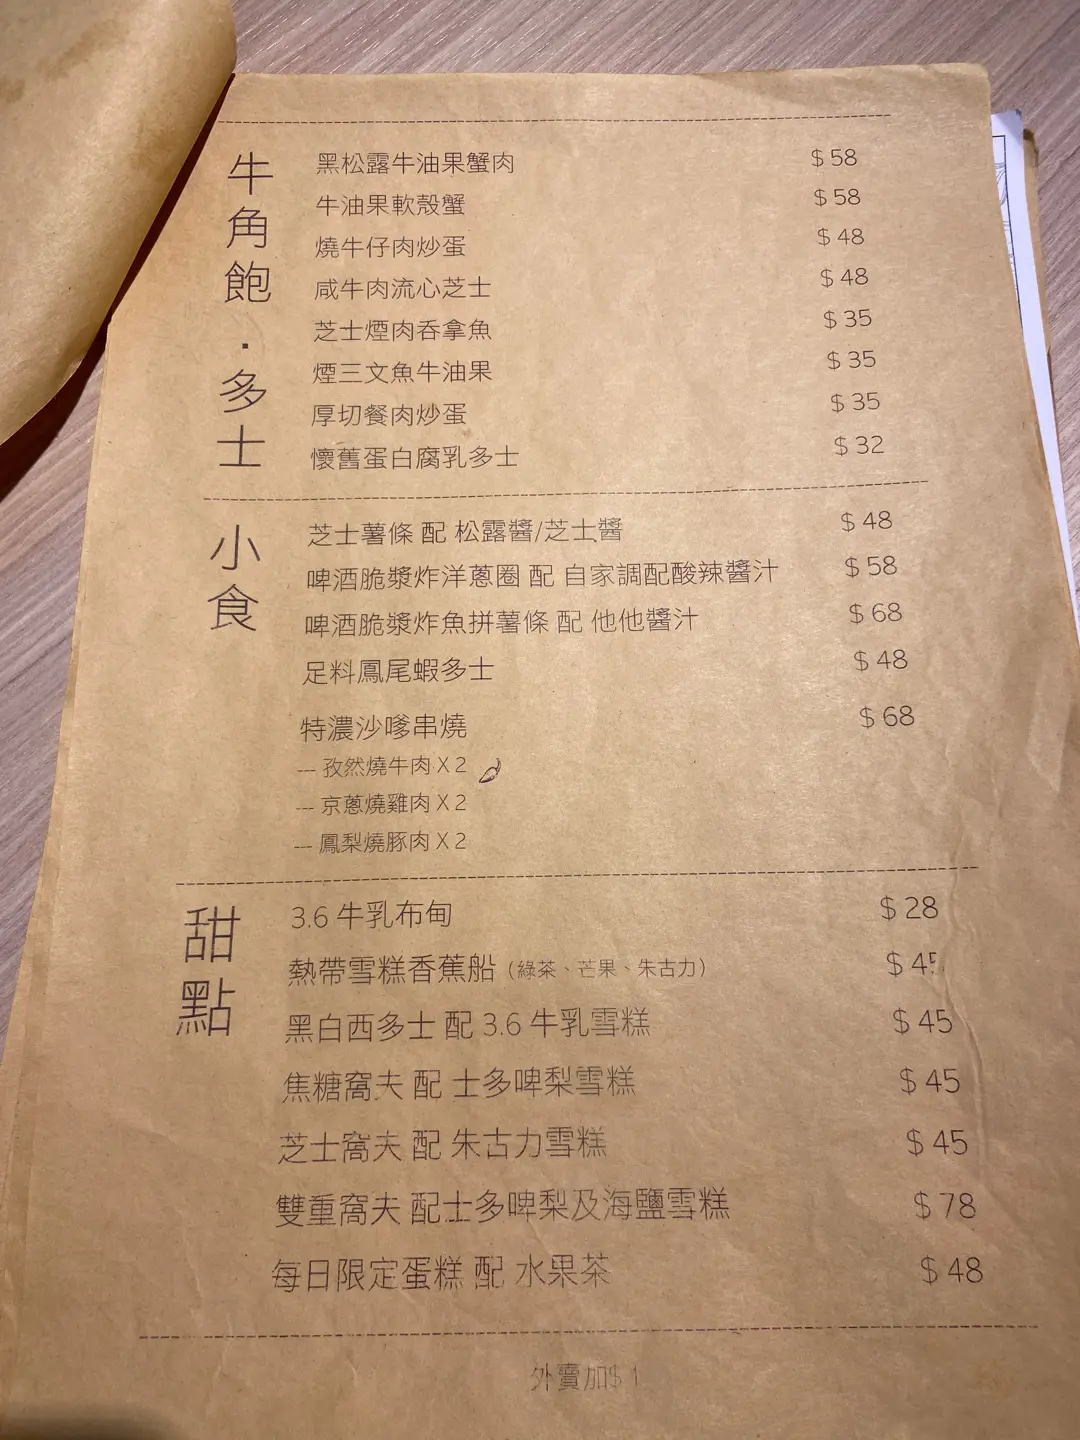 牛角飽・多士
黑松露牛油果蟹肉 $58
牛油果軟殼蟹 $58
燒牛仔肉炒蛋 $48
咸牛肉流心芝士 $48
芝士煙肉吞拿魚 $35
煙三文魚牛油果 $35
厚切餐肉炒蛋 $35
懷舊蛋白腐乳多士 $32
小食
芝士薯條 配 松露醬/芝士醬 $48
啤酒脆漿炸洋蔥圈 配 自家調配酸辣醬汁 $58
啤酒脆漿炸魚拼薯條 配 他他醬汁 $68
足料鳳尾蝦多士 $48
特濃沙嗲串燒 $68
--- 孜然燒牛肉 X 2
--- 京蔥燒雞肉 X 2
--- 鳳梨燒豚肉 X 2
甜點
3.6 牛乳布甸 $28
熱帶雪糕香蕉船（綠茶、芒果、朱古力） $45
黑白西多士 配 3.6 牛乳雪糕 $45
焦糖窩夫 配 士多啤梨雪糕 $45
芝士窩夫 配 朱古力雪糕 $45
雙重窩夫 配士多啤梨及海鹽雪糕 $78
每日限定蛋糕 配 水果茶 $48
外賣加$1